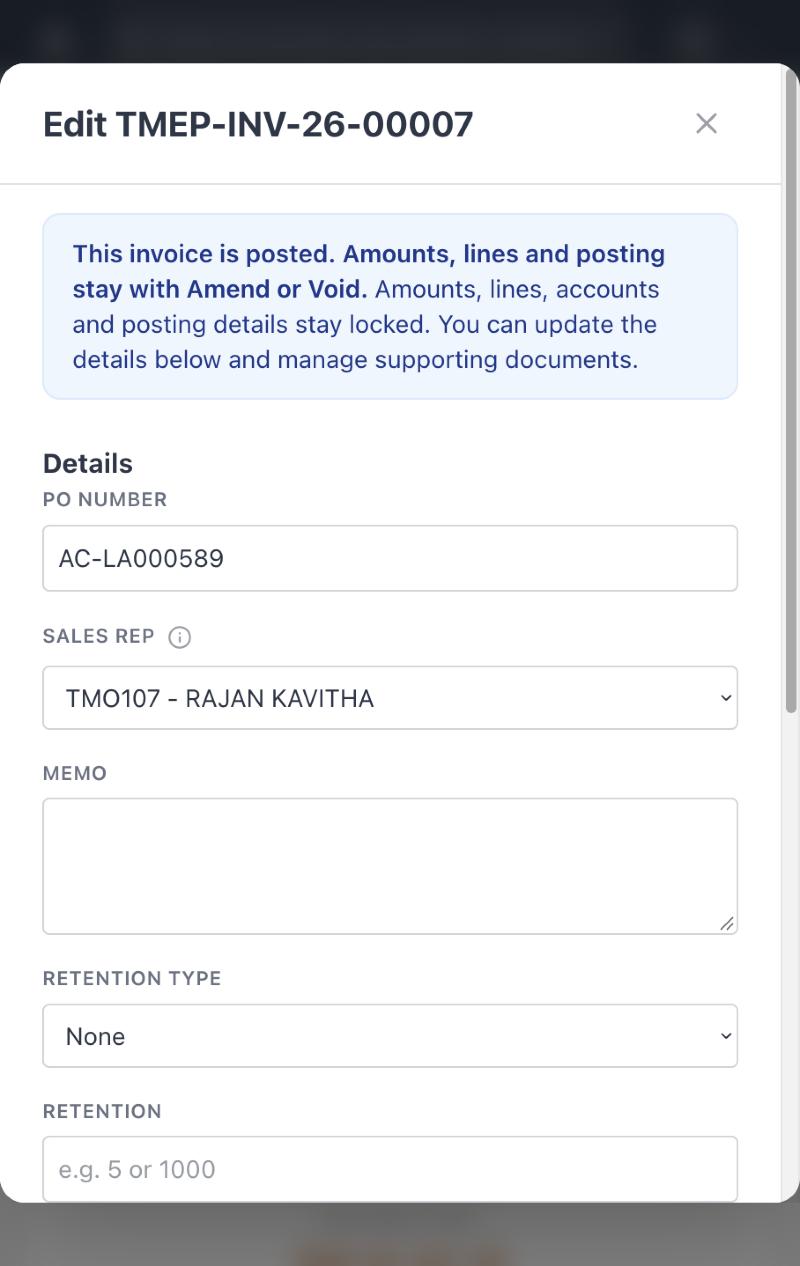 Edit TMEP-INV-26-00007
This invoice is posted. Amounts, lines and posting
stay with Amend or Void. Amounts, lines, accounts
and posting details stay locked. You can update the
details below and manage supporting documents.
Details
PO NUMBER
AC-LA000589
SALES REP
TMO107 - RAJAN KAVITHA
MEMO
RETENTION TYPE
None
RETENTION
e.g. 5 or 1000